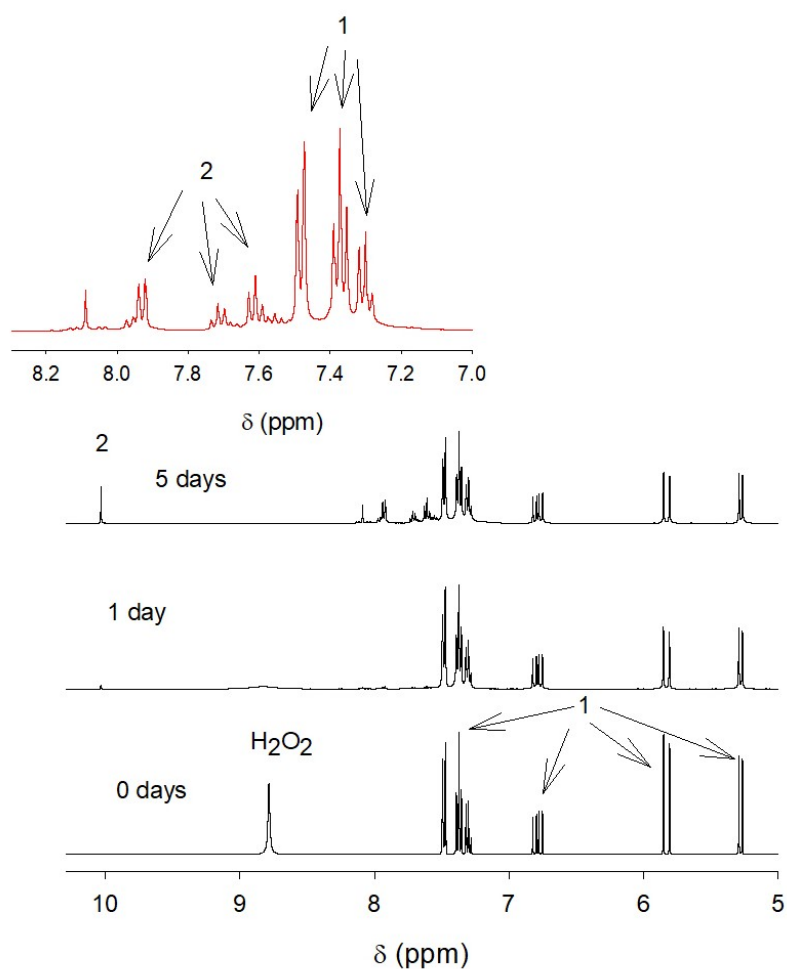 1
2
8.2 8.0 7.8 7.6 7.4 7.2 7.0
δ (ppm)
2
5 days
1 day
1
H₂O₂
0 days
10 9 8 7 6 5
δ (ppm)